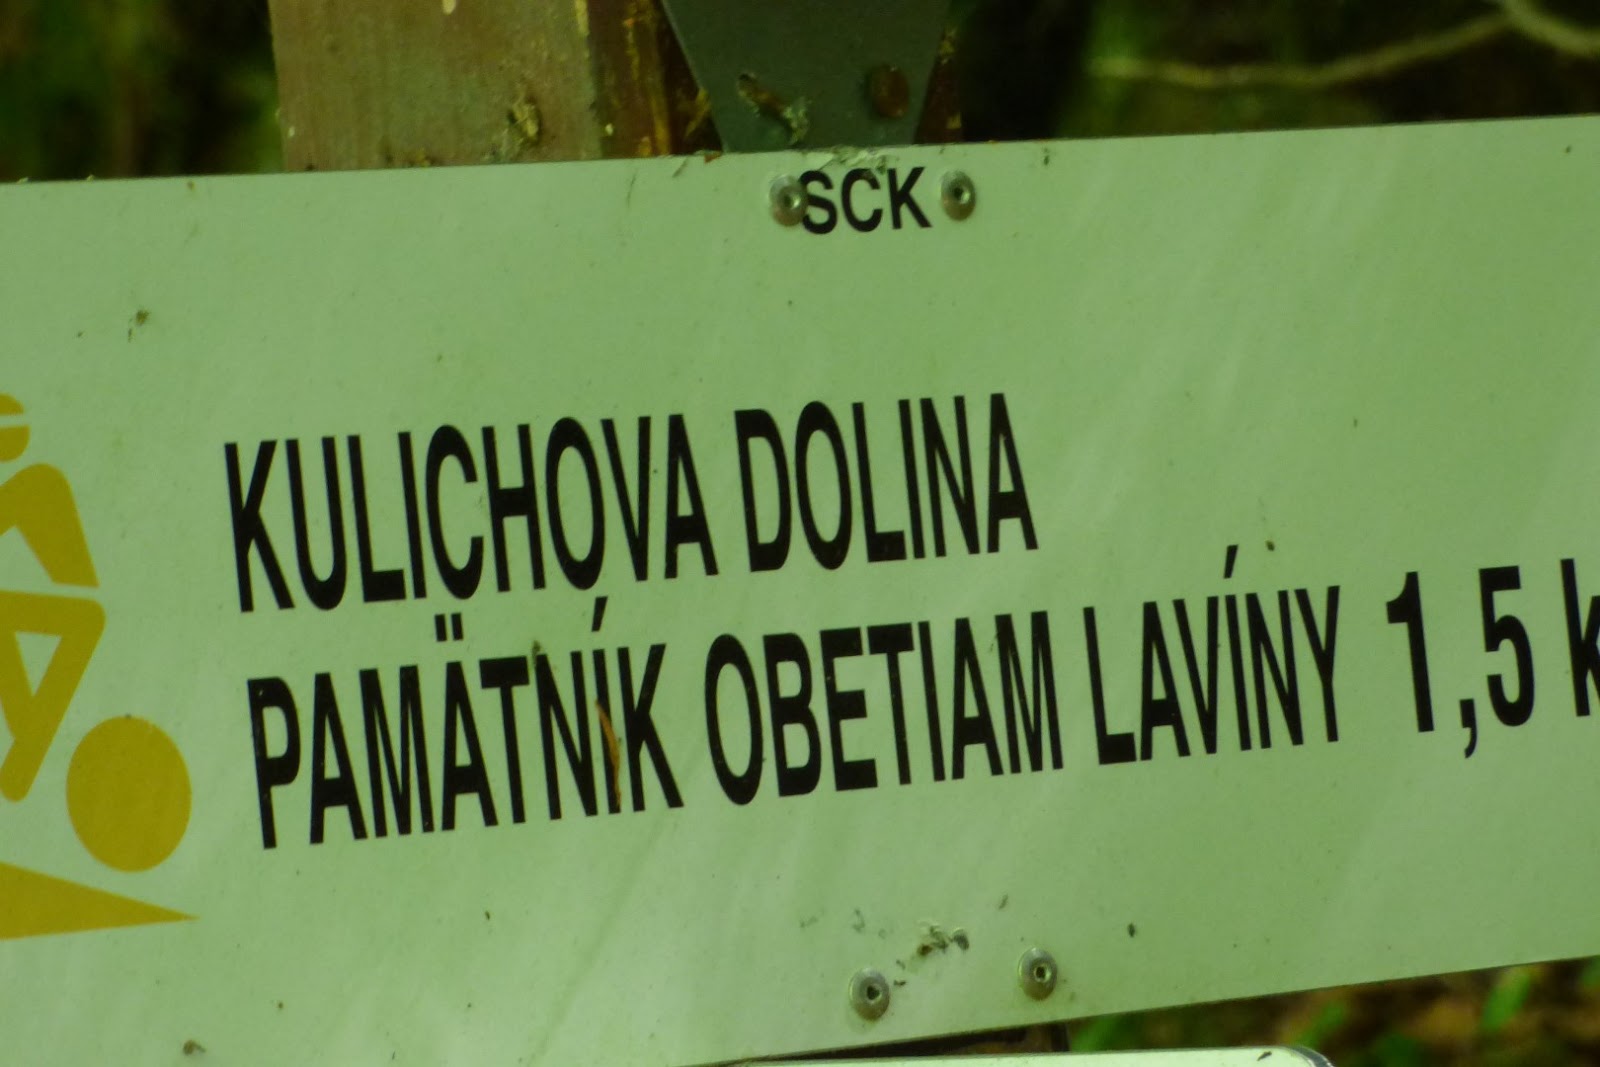 SCK
KULICHOVA DOLINA
PAMÄTNÍK OBETIAM LAVÍNY 1,5 k